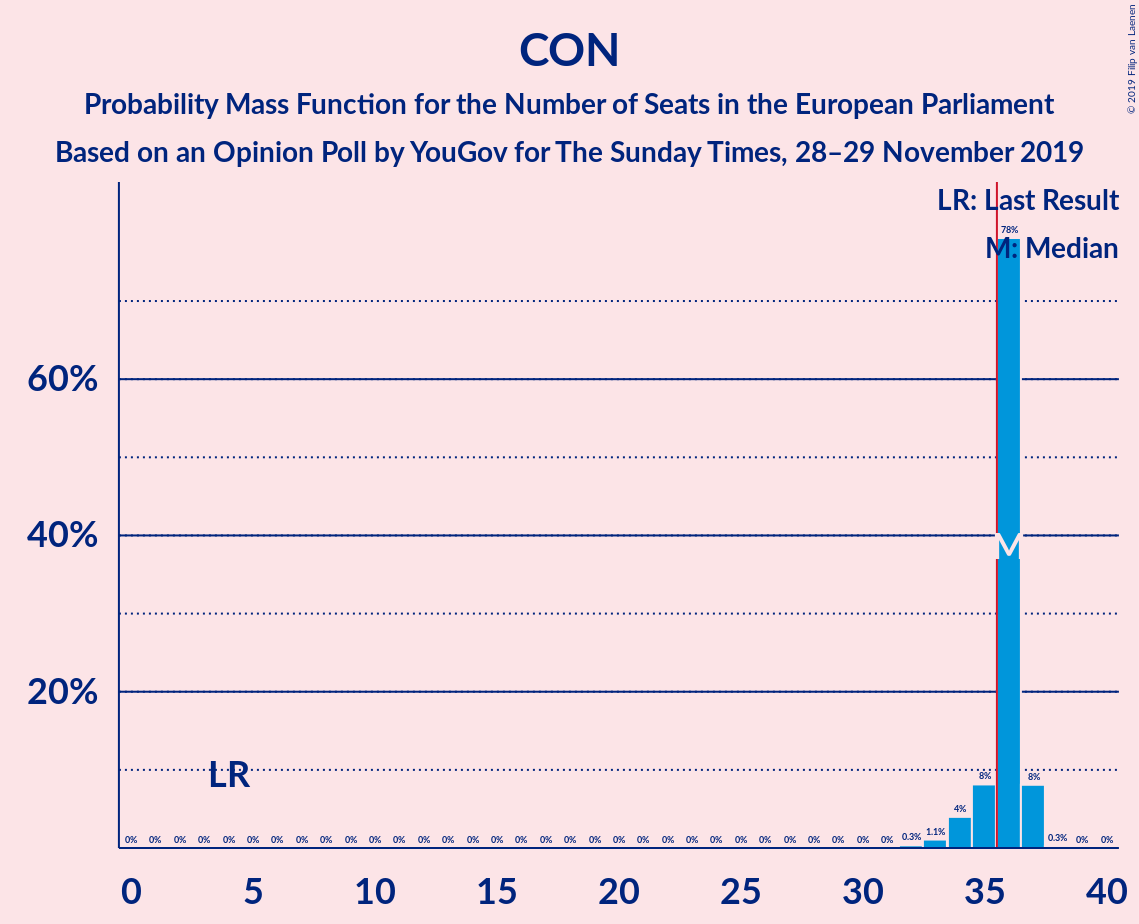 © 2019 Filip van Laenen
CON
Probability Mass Function for the Number of Seats in the European Parliament
Based on an Opinion Poll by YouGov for The Sunday Times, 28–29 November 2019
LR: Last Result
78%
M: Median
60%
40%
M
20%
LR
0% 0% 0% 0% 0% 0% 0% 0% 0% 0% 0% 0% 0% 0% 0% 0% 0% 0% 0% 0% 0% 0% 0% 0% 0% 0% 0% 0% 0% 0% 0% 0% 0.3% 1.1% 4% 8% 8% 0.3% 0% 0%
0 5 10 15 20 25 30 35 40